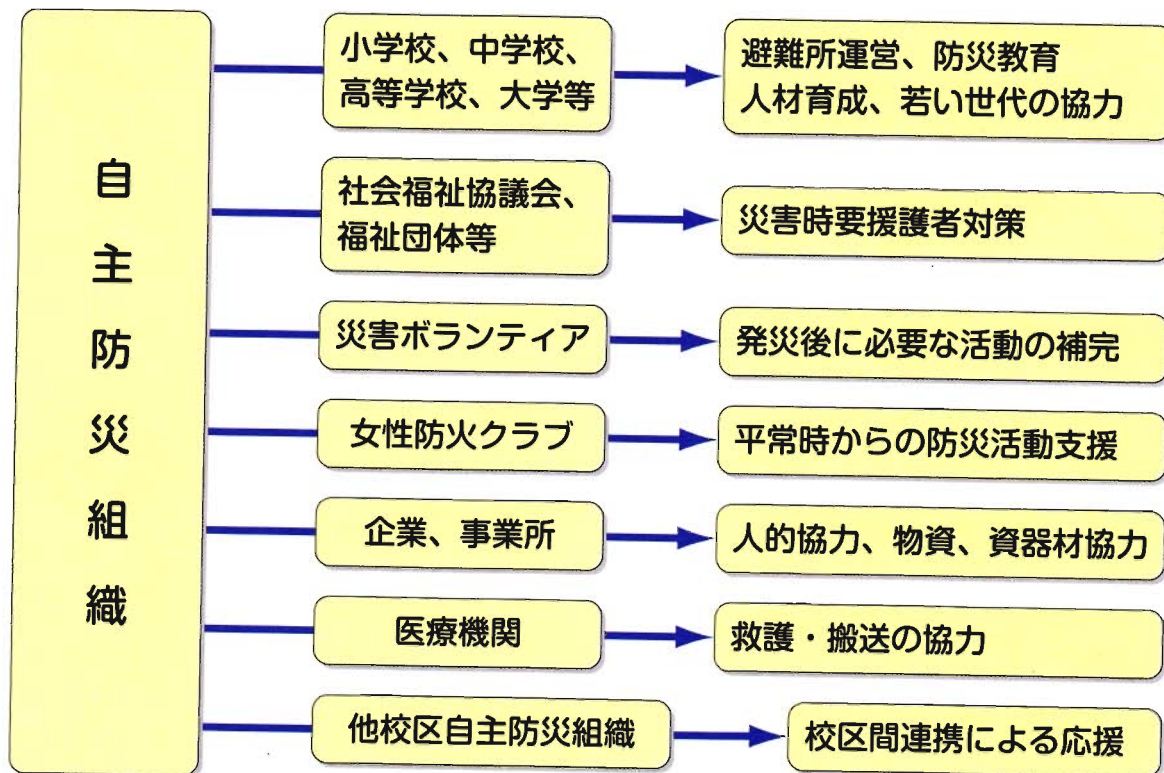 自主防災組織
小学校、中学校、
高等学校、大学等
避難所運営、防災教育
人材育成、若い世代の協力
社会福祉協議会、
福祉団体等
災害時要援護者対策
災害ボランティア
発災後に必要な活動の補完
女性防火クラブ
平常時からの防災活動支援
企業、事業所
人的協力、物資、資器材協力
医療機関
救護・搬送の協力
他校区自主防災組織
校区間連携による応援